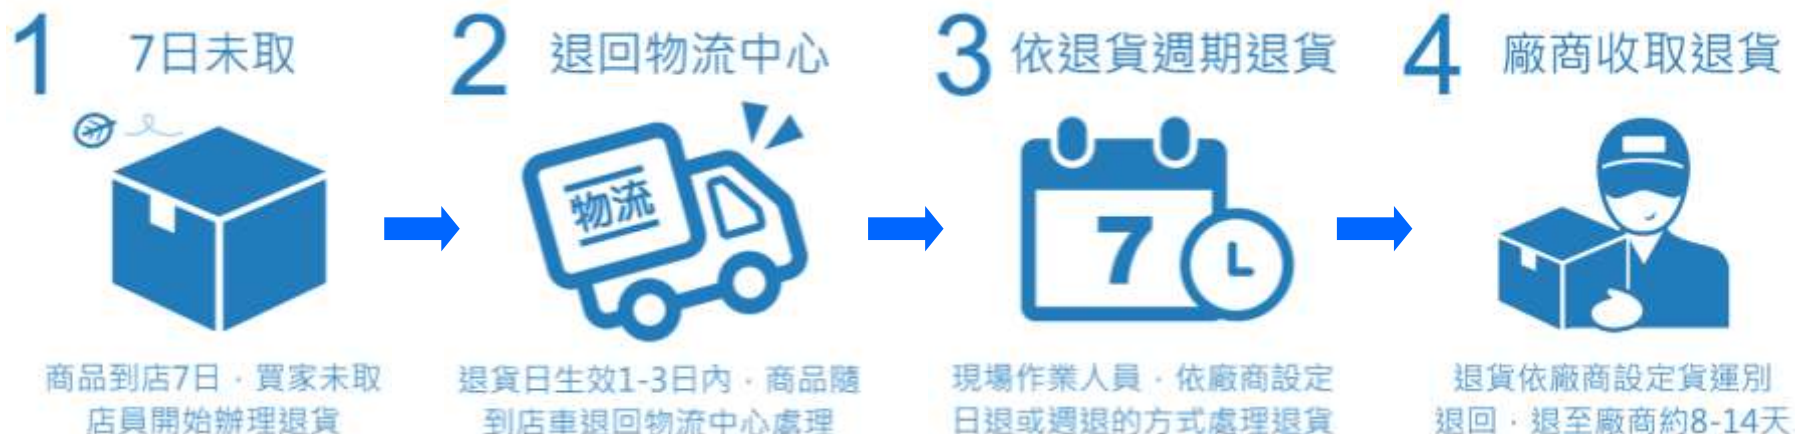 1 7日未取
2 退回物流中心
3 依退貨週期退貨
4 廠商收取退貨
物流
7
商品到店7日，買家未取
店員開始辦理退貨
退貨日生效1-3日內，商品隨
到店車退回物流中心處理
現場作業人員，依廠商設定
日退或週退的方式處理退貨
退貨依廠商設定貨運別
退回，退至廠商約8-14天